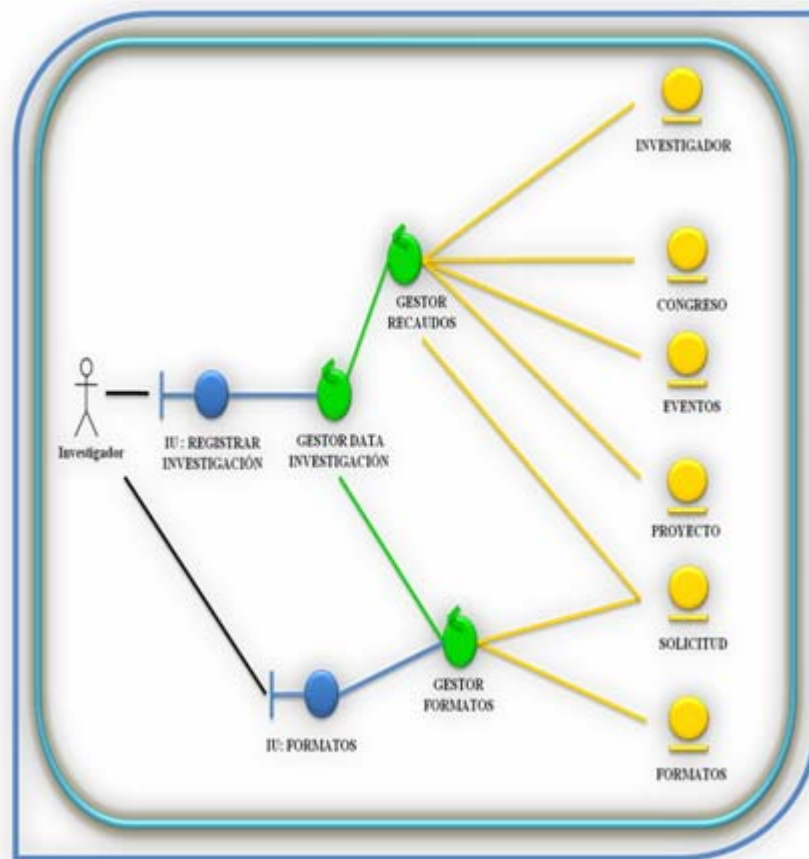 INVESTIGADOR
GESTOR
RECAUDOS
CONGRESO
EVENTOS
Investigador
IU : REGISTRAR
INVESTIGACIÓN
GESTOR DATA
INVESTIGACIÓN
PROYECTO
SOLICITUD
GESTOR
FORMATOS
IU: FORMATOS
FORMATOS